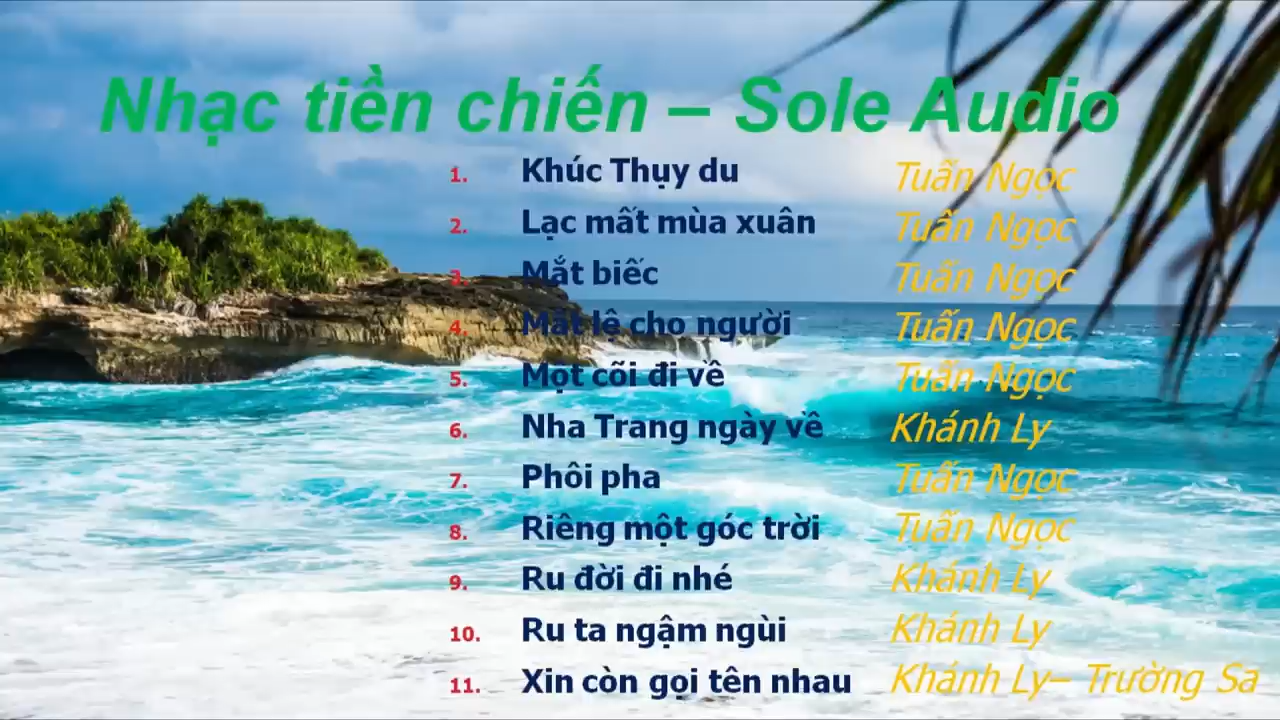 Nhạc tiền chiến – Sole Audio
1. Khúc Thụy du Tuấn Ngọc
2. Lạc mất mùa xuân Tuấn Ngọc
3. Mắt biếc Tuấn Ngọc
4. Mắt lệ cho người Tuấn Ngọc
5. Một cõi đi về Tuấn Ngọc
6. Nha Trang ngày về Khánh Ly
7. Phôi pha Tuấn Ngọc
8. Riêng một góc trời Tuấn Ngọc
9. Ru đời đi nhé Khánh Ly
10. Ru ta ngậm ngùi Khánh Ly
11. Xin còn gọi tên nhau Khánh Ly– Trường Sa